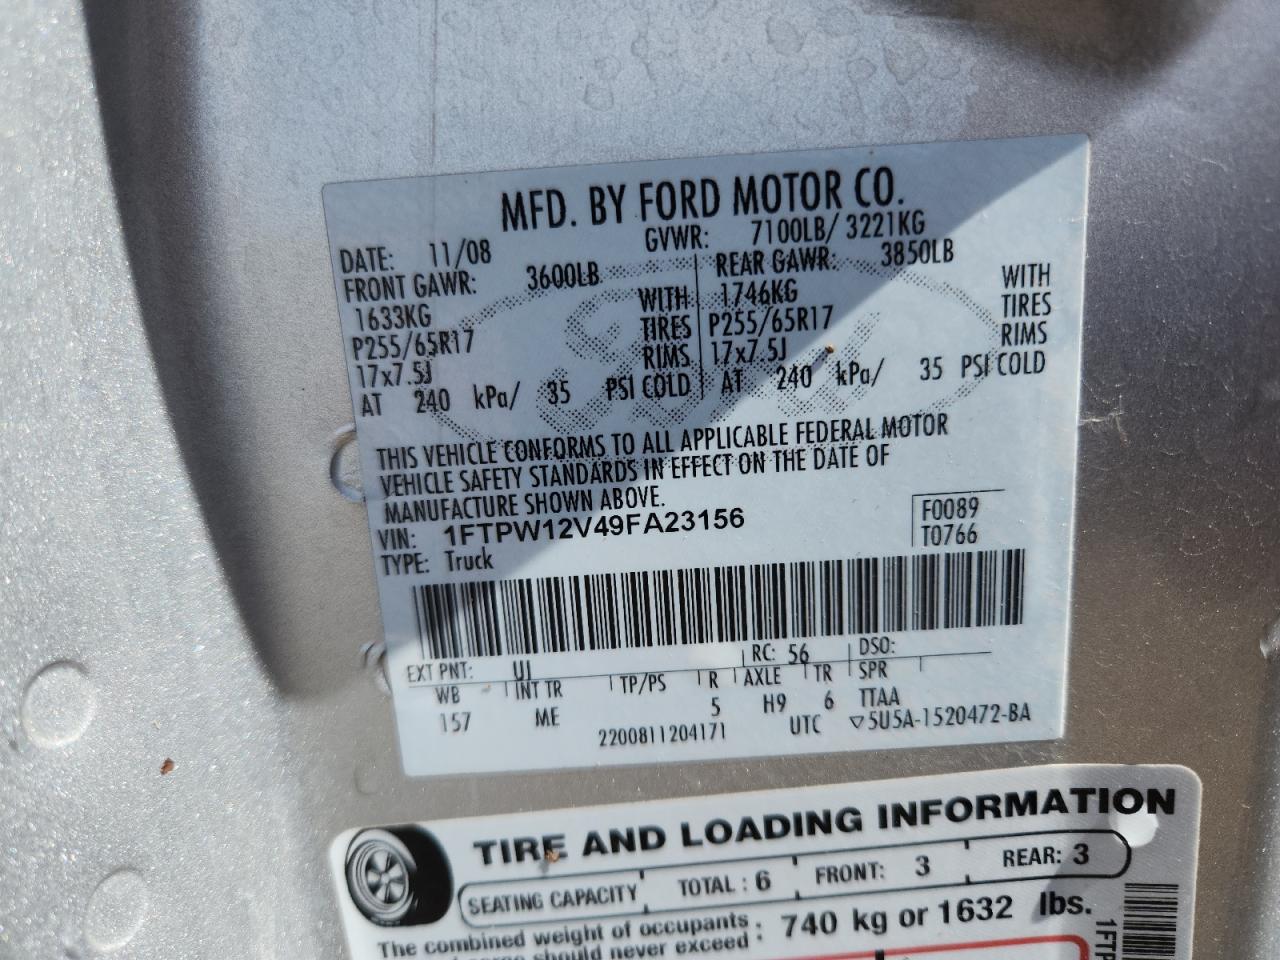 MFD. BY FORD MOTOR CO.
DATE: 11/08 GVWR: 7100LB/ 3221KG
FRONT GAWR: 3600LB REAR GAWR: 3850LB
1633KG WITH 1746KG WITH
P255/65R17 TIRES P255/65R17 TIRES
17x7.5J RIMS 17x7.5J RIMS
AT 240 kPa/ 35 PSI COLD AT 240 kPa/ 35 PSI COLD
THIS VEHICLE CONFORMS TO ALL APPLICABLE FEDERAL MOTOR
VEHICLE SAFETY STANDARDS IN EFFECT ON THE DATE OF
MANUFACTURE SHOWN ABOVE.
VIN: 1FTPW12V49FA23156 F0089
TYPE: Truck T0766
EXT PNT: UJ RC: 56 DSO:
WB INT TR TP/PS R AXLE TR SPR
157 ME 5 H9 6 TTAA
2200811204171 UTC ▽5U5A-1520472-BA
TIRE AND LOADING INFORMATION
SEATING CAPACITY TOTAL : 6 FRONT: 3 REAR: 3
The combined weight of occupants : 740 kg or 1632 lbs.
should never exceed :
1FTP